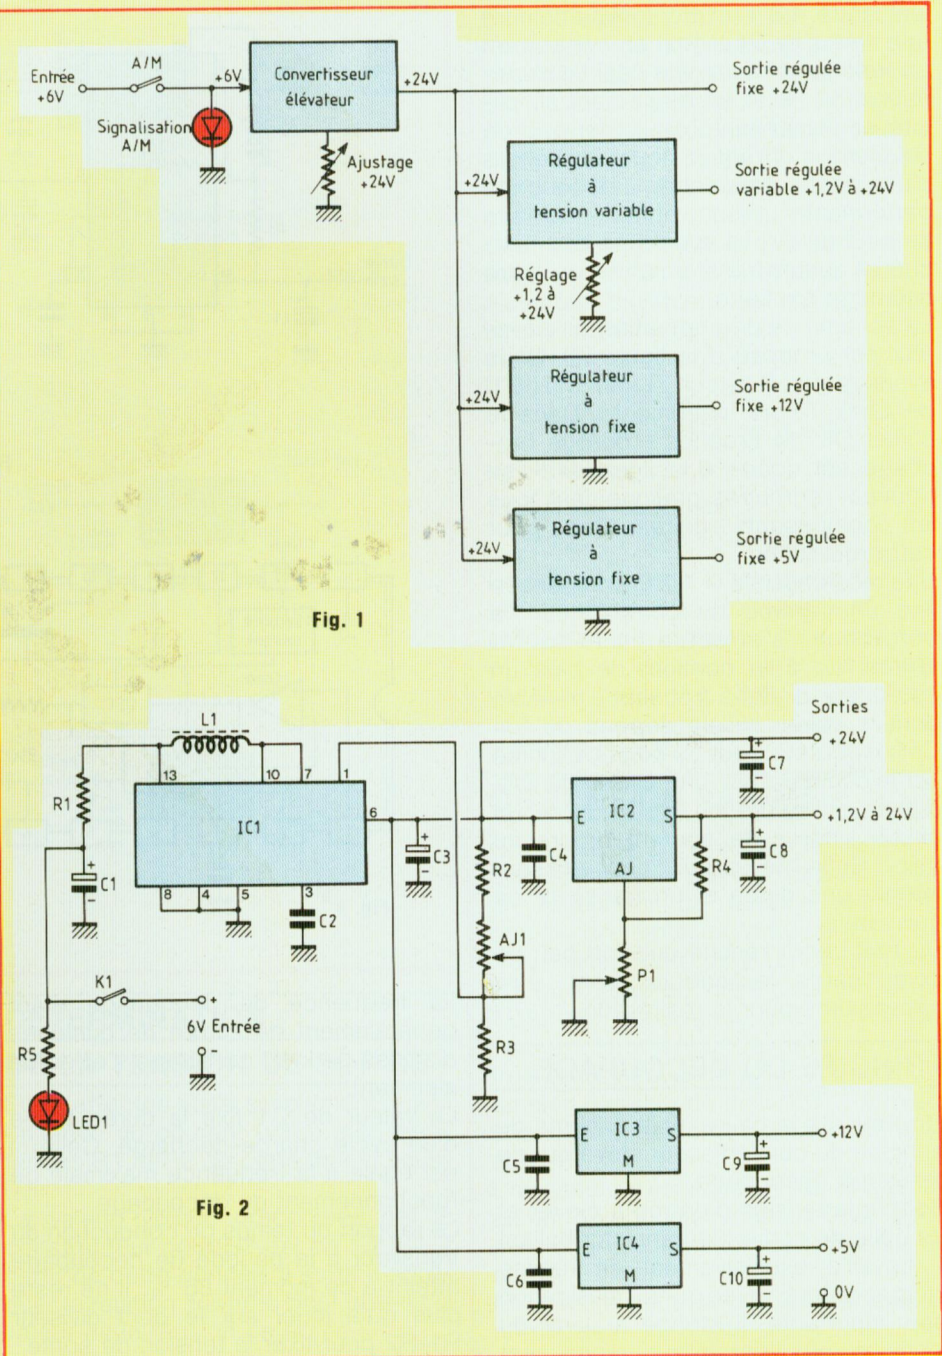 Entrée
+6V
A/M
+6V
Signalisation
A/M
Convertisseur
élévateur
+24V
Ajustage
+24V
Sortie régulée
fixe +24V
+24V
Régulateur
à
tension variable
Sortie régulée
variable +1,2V à +24V
Réglage
+1,2 à
+24V
+24V
Régulateur
à
tension fixe
Sortie régulée
fixe +12V
+24V
Régulateur
à
tension fixe
Sortie régulée
fixe +5V
Fig. 1
Sorties
L1
13
10
7
1
R1
IC1
6
8
4
5
3
+
C1
-
C2
+
C3
-
+
C7
-
+24V
E
IC2
S
AJ
C4
R2
R4
+
C8
-
+1,2V à 24V
AJ1
P1
R3
K1
+
6V Entrée
-
R5
LED1
E
IC3
S
M
C5
+
C9
-
+12V
Fig. 2
E
IC4
S
M
C6
+
C10
-
+5V
0V